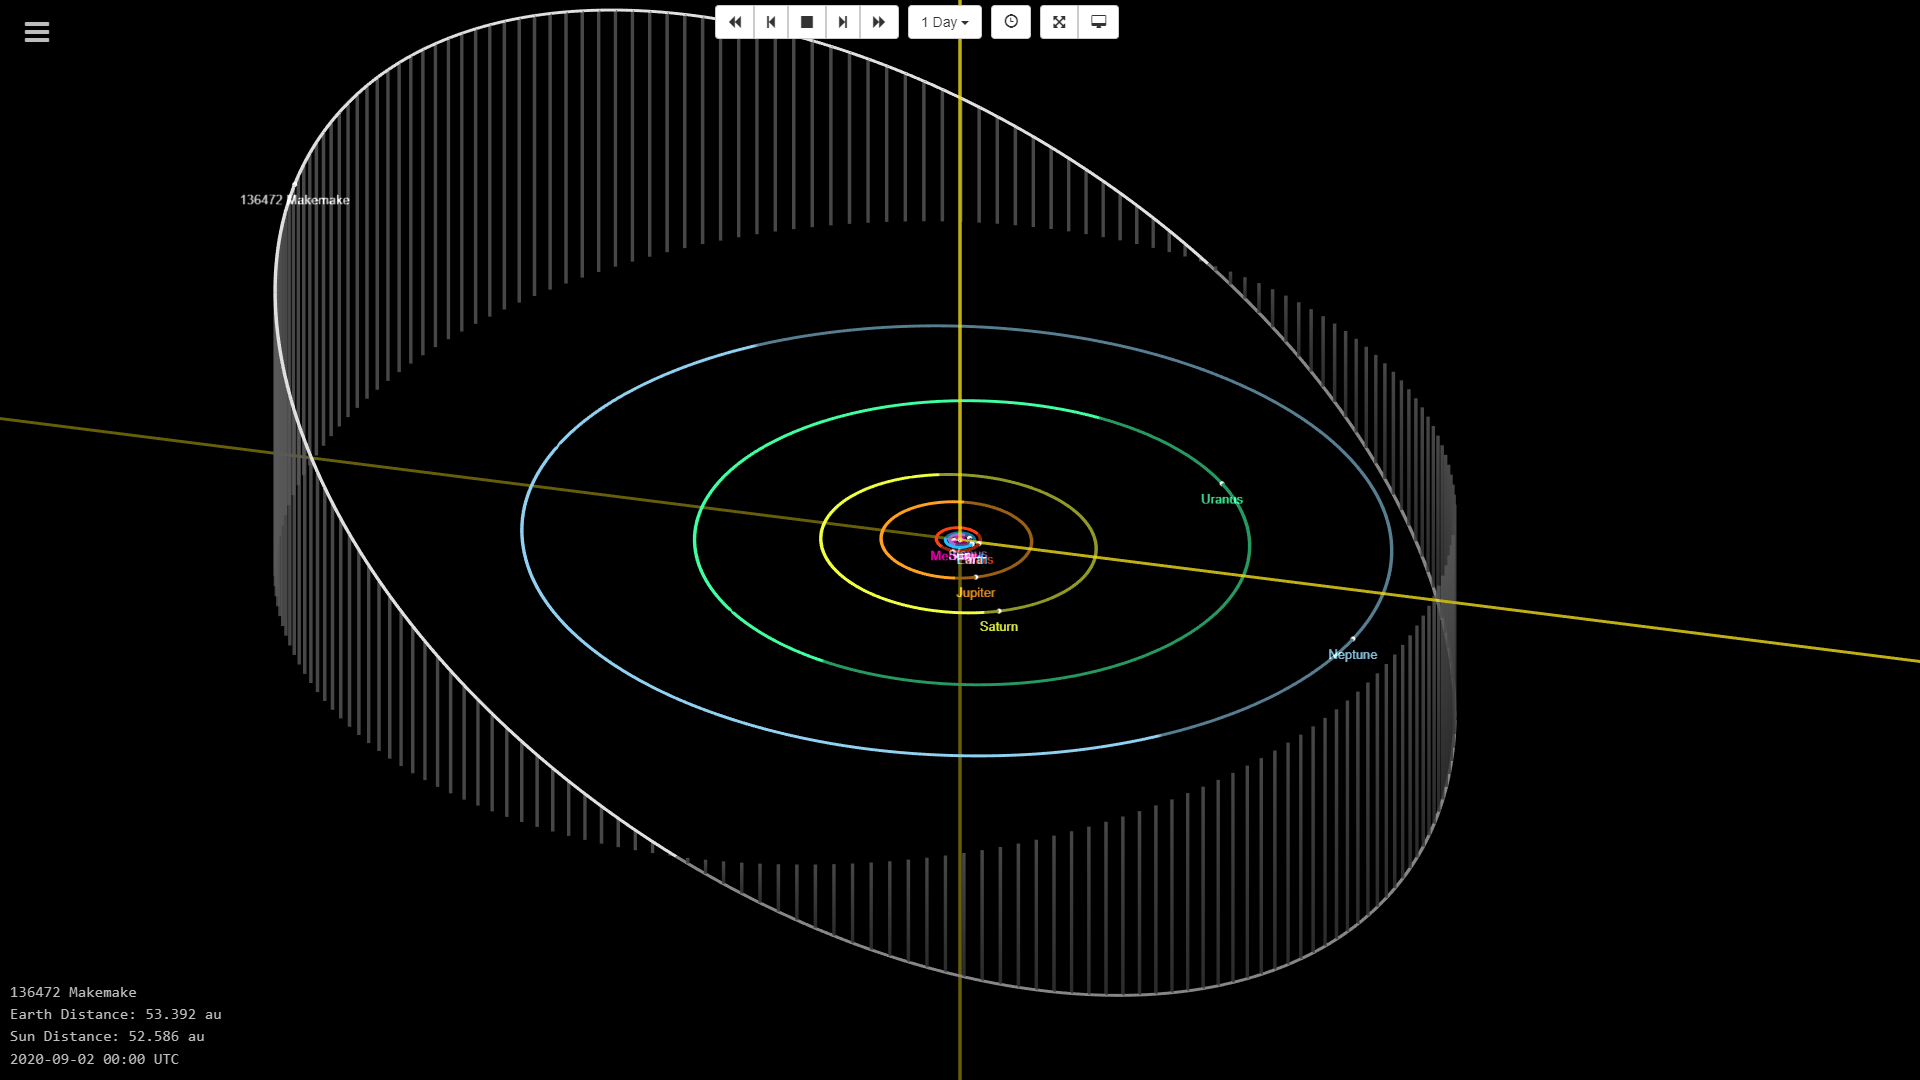 1 Day
136472 Makemake
Uranus
Jupiter
Saturn
Neptune
136472 Makemake
Earth Distance: 53.392 au
Sun Distance: 52.586 au
2020-09-02 00:00 UTC